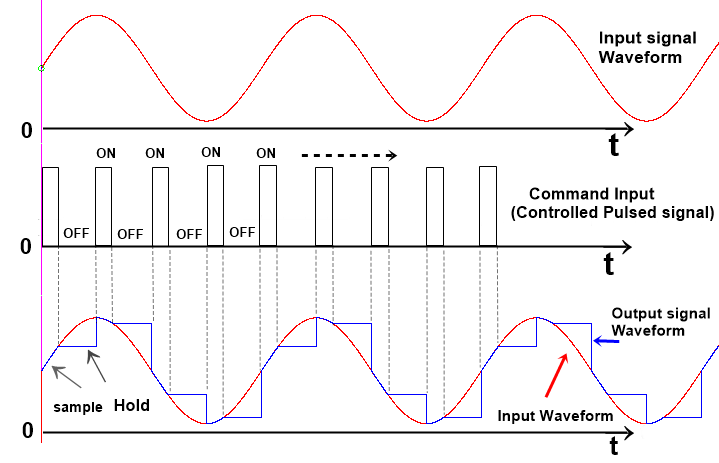 Input signal
Waveform
0
t
ON ON ON ON
OFF OFF OFF OFF
Command Input
(Controlled Pulsed signal)
0
t
Output signal
Waveform
sample Hold
Input Waveform
0
t